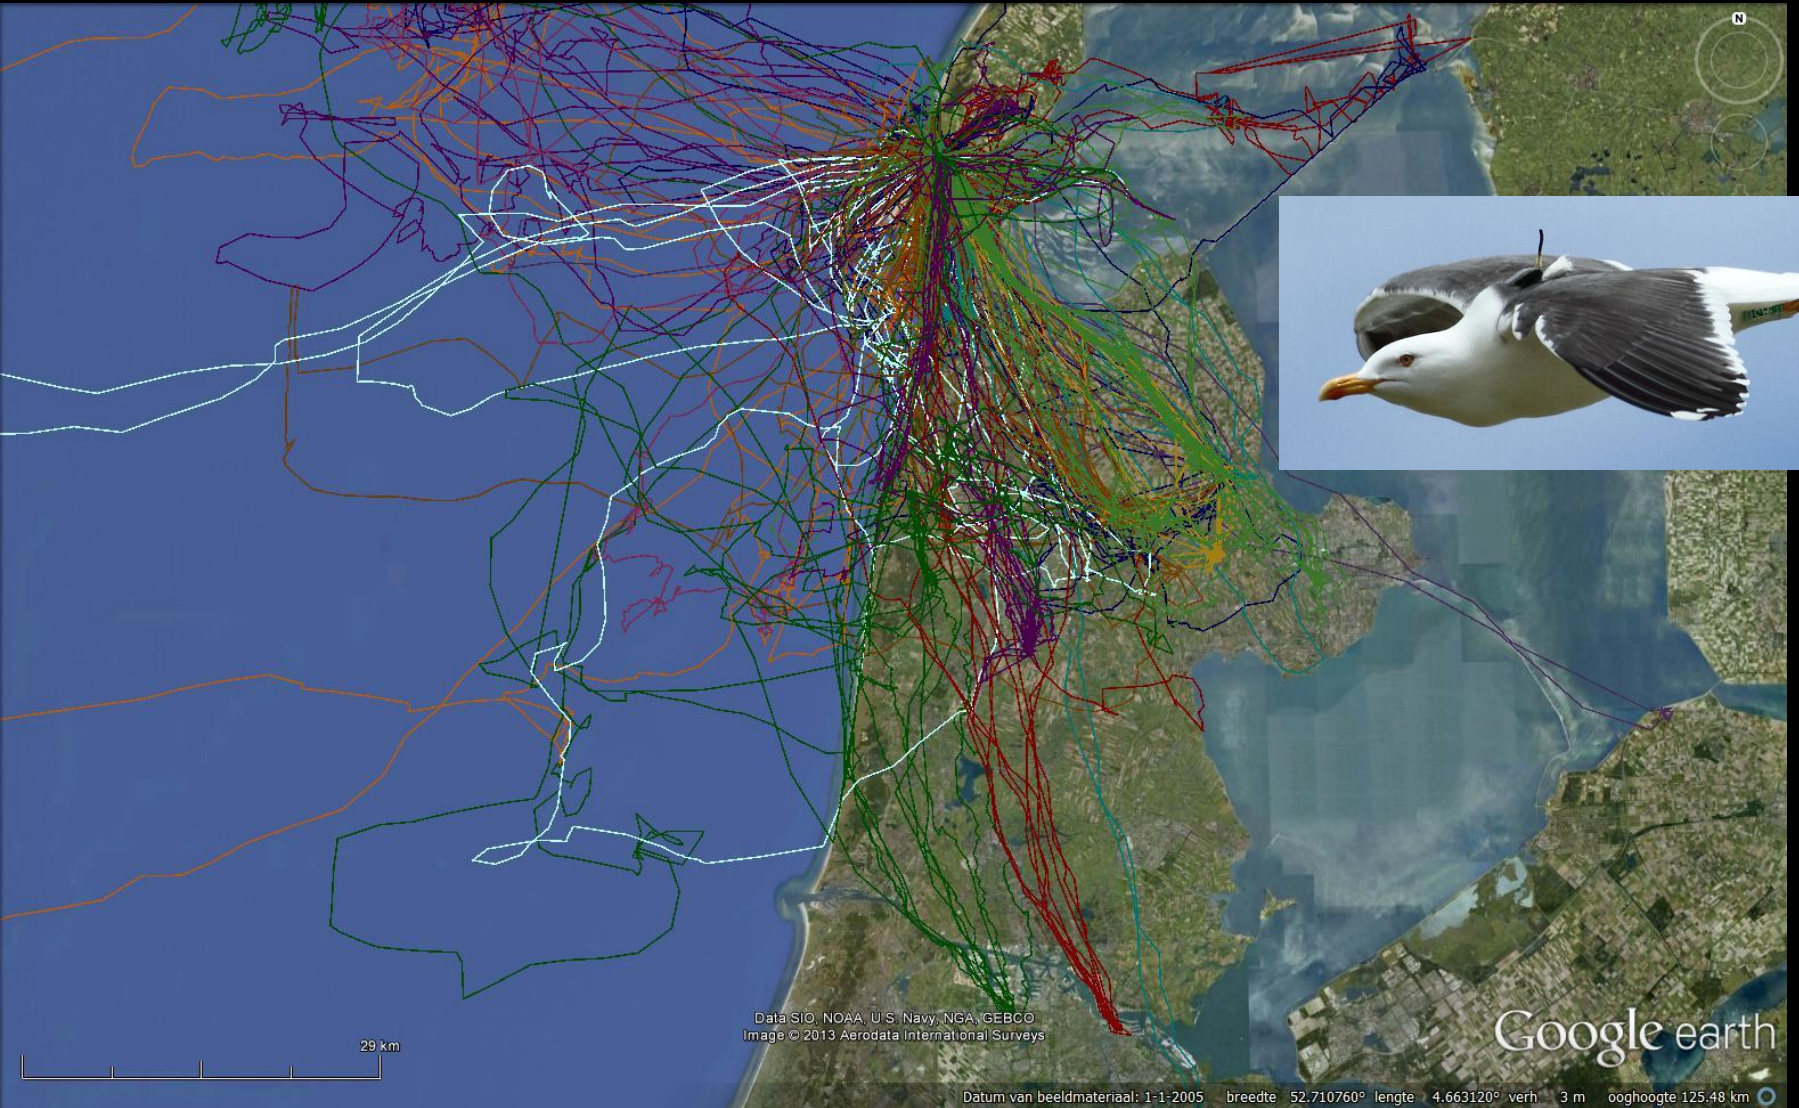 N
29 km
Data SIO, NOAA, U.S. Navy, NGA, GEBCO
Image © 2013 Aerodata International Surveys
Google earth
Datum van beeldmateriaal: 1-1-2005 breedte 52.710760° lengte 4.663120° verh 3 m ooghoogte 125.48 km